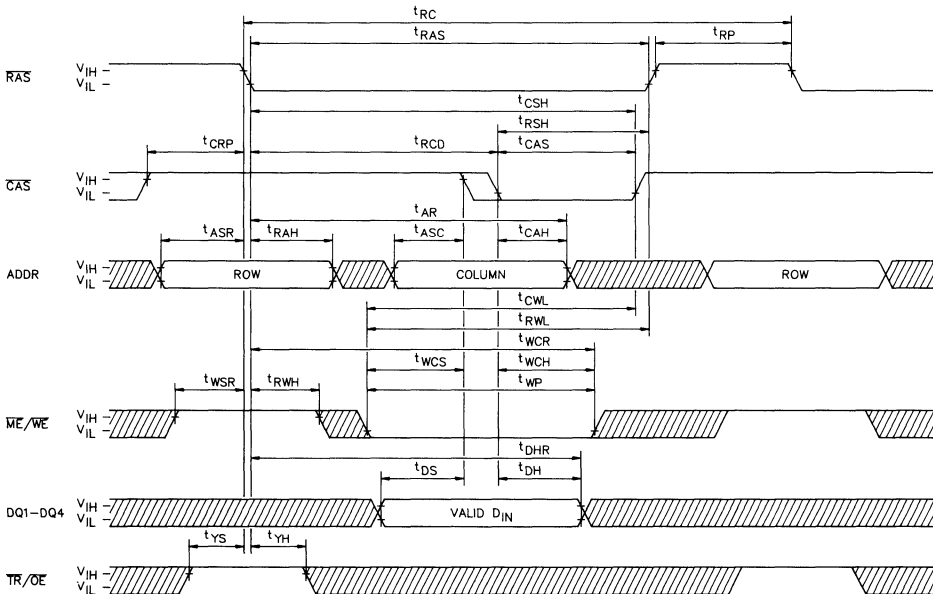 tRC
tRAS tRP
RAS VIH VIL
tCSH
tRSH
tCRP tRCD tCAS
CAS VIH VIL
tAR
tASR tRAH tASC tCAH
ADDR VIH VIL ROW COLUMN ROW
tCWL
tRWL
tWCR
tWCS tWCH
tWSR tRWH tWP
ME/WE VIH VIL
tDHR
tDS tDH
DQ1-DQ4 VIH VIL VALID DIN
tYS tYH
TR/OE VIH VIL